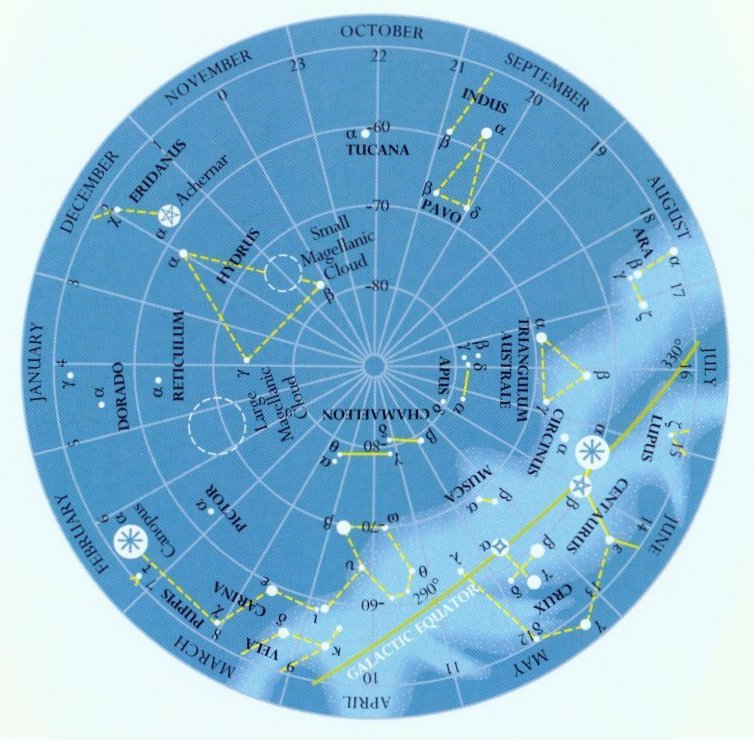 OCTOBER
SEPTEMBER
AUGUST
JULY
JUNE
MAY
APRIL
MARCH
FEBRUARY
JANUARY
DECEMBER
NOVEMBER
22
21
20
19
18
17
16
15
14
13
12
11
10
9
8
7
6
5
4
3
2
1
0
23
-60
-70
-80
-80
-70
-60
α
TUCANA
INDUS
β
α
β
PAVO
δ
ERIDANUS
Achernar
χ
α
α
HYDRUS
Small
Magellanic
Cloud
β
γ
ARA
α
β
γ
ζ
330°
RETICULUM
α
DORADO
γ
α
Large
Magellanic
Cloud
CHAMAELEON
δ
β
γ
θ
α
APUS
β
γ
δ
α
TRIANGULUM
AUSTRALE
α
β
γ
CIRCINUS
α
LUPUS
ζ
CENTAURUS
α
β
ε
γ
δ
MUSCA
α
β
CRUX
α
β
γ
δ
λ
PICTOR
α
Canopus
α
PUPPIS
τ
χ
CARINA
ε
ι
β
ω
υ
θ
VELA
δ
κ
290°
GALACTIC EQUATOR